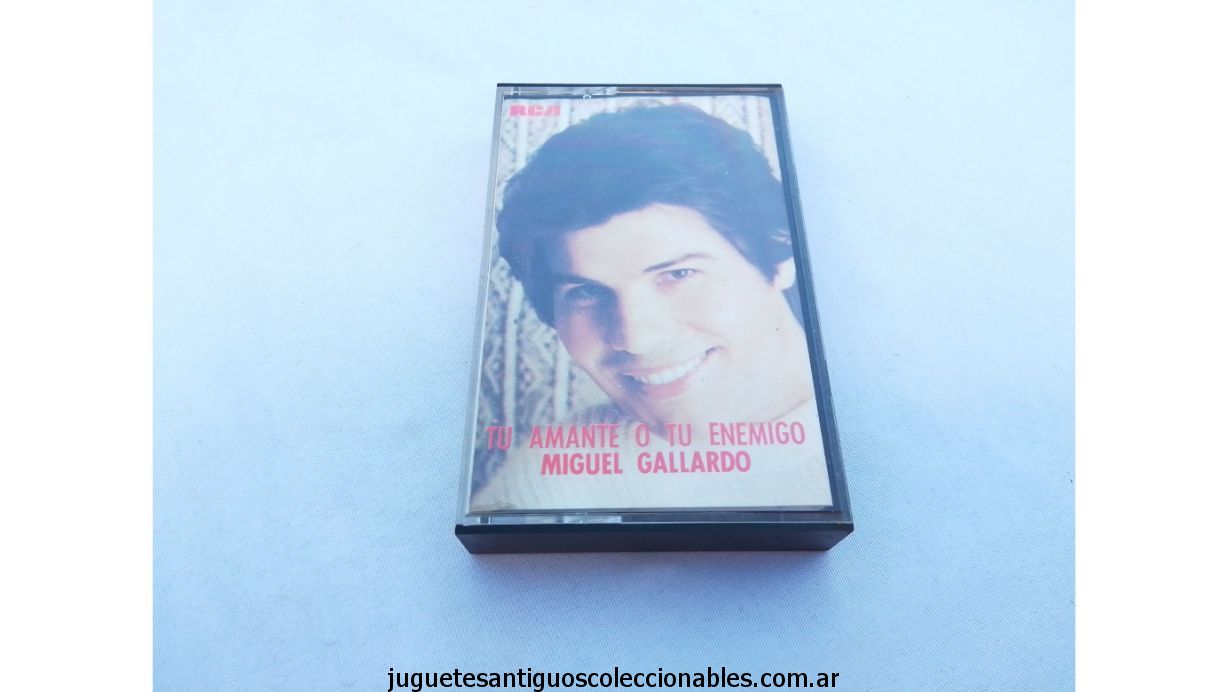 RCA
TU AMANTE O TU ENEMIGO
MIGUEL GALLARDO
juguetesantiguoscoleccionables.com.ar